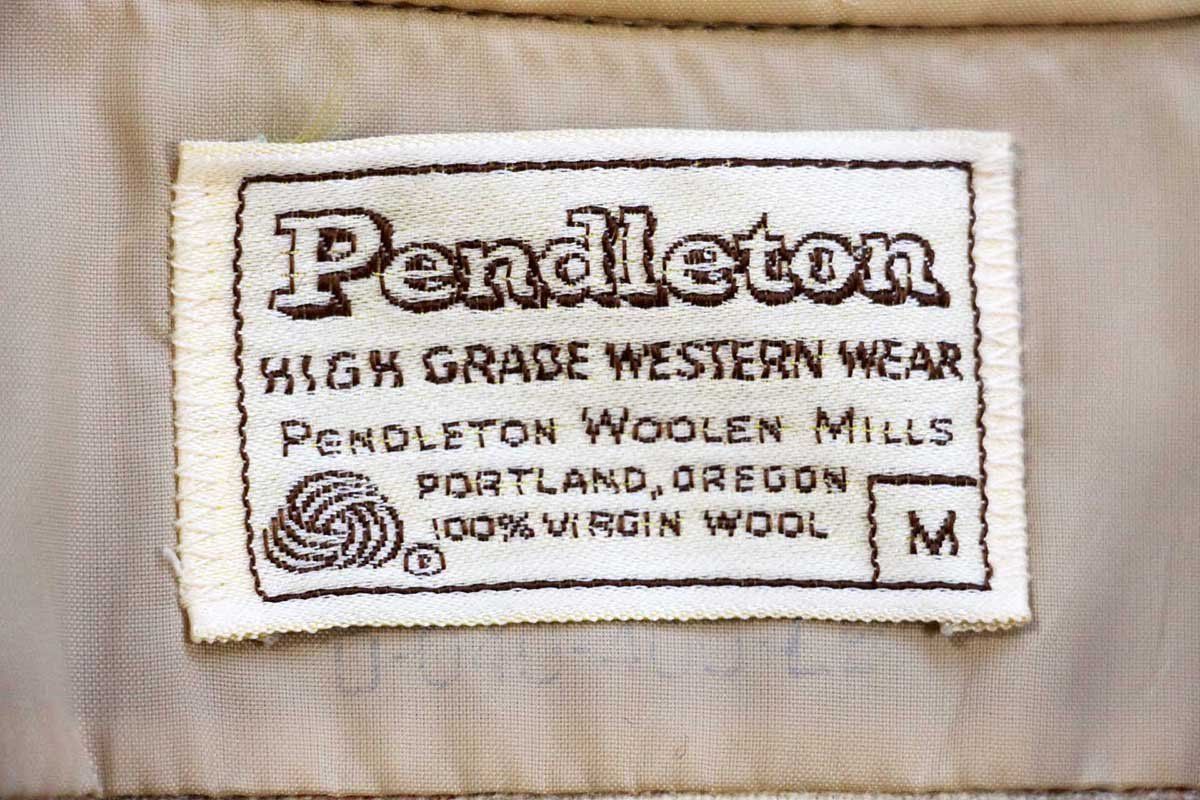 Pendleton
HIGH GRADE WESTERN WEAR
PENDLETON WOOLEN MILLS
PORTLAND, OREGON
100% VIRGIN WOOL
M
®